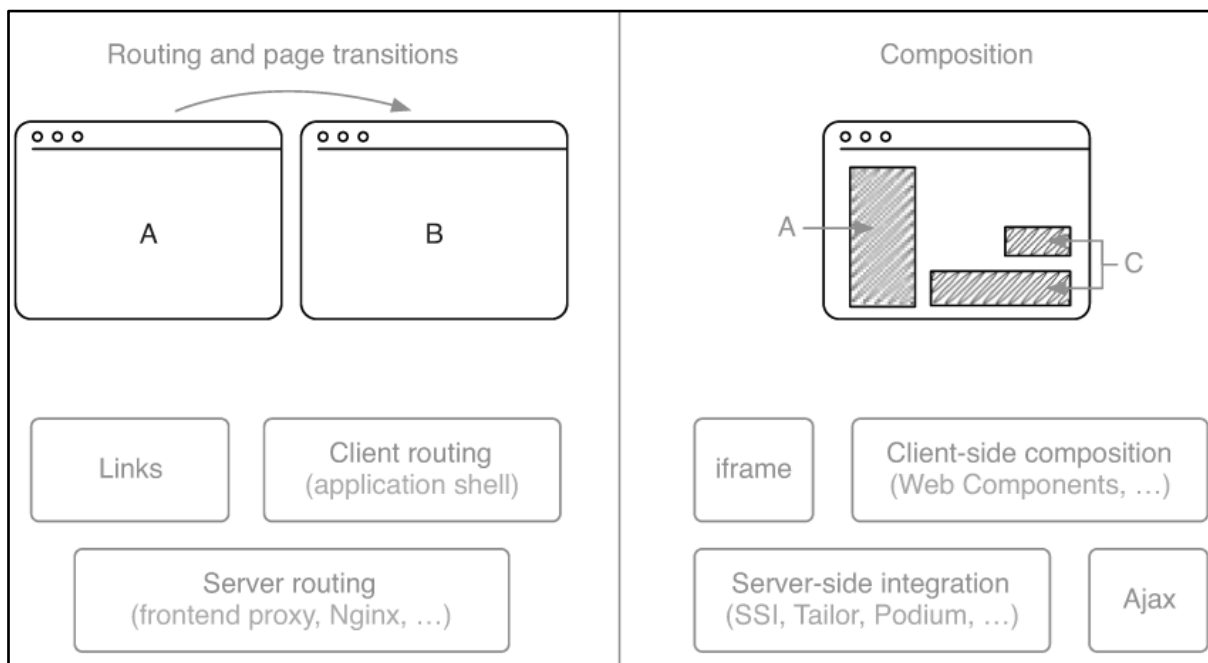 Routing and page transitions
A
B
Links
Client routing
(application shell)
Server routing
(frontend proxy, Nginx, …)
Composition
A
C
iframe
Client-side composition
(Web Components, …)
Server-side integration
(SSI, Tailor, Podium, …)
Ajax